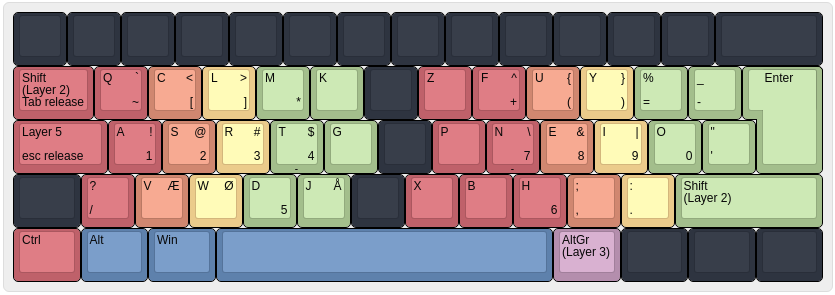 Shift Q ` C < L > M K Z F ^ U { Y } % _ Enter
(Layer 2)
Tab release ~ [ ] * + ( ) = -
Layer 5 A ! S @ R # T $ G P N \ E & I | O "
esc release 1 2 3 4 7 8 9 0 '
- -
? V Æ W Ø D J Å X B H ; : Shift
(Layer 2)
/ 5 6 , .
Ctrl Alt Win AltGr
(Layer 3)